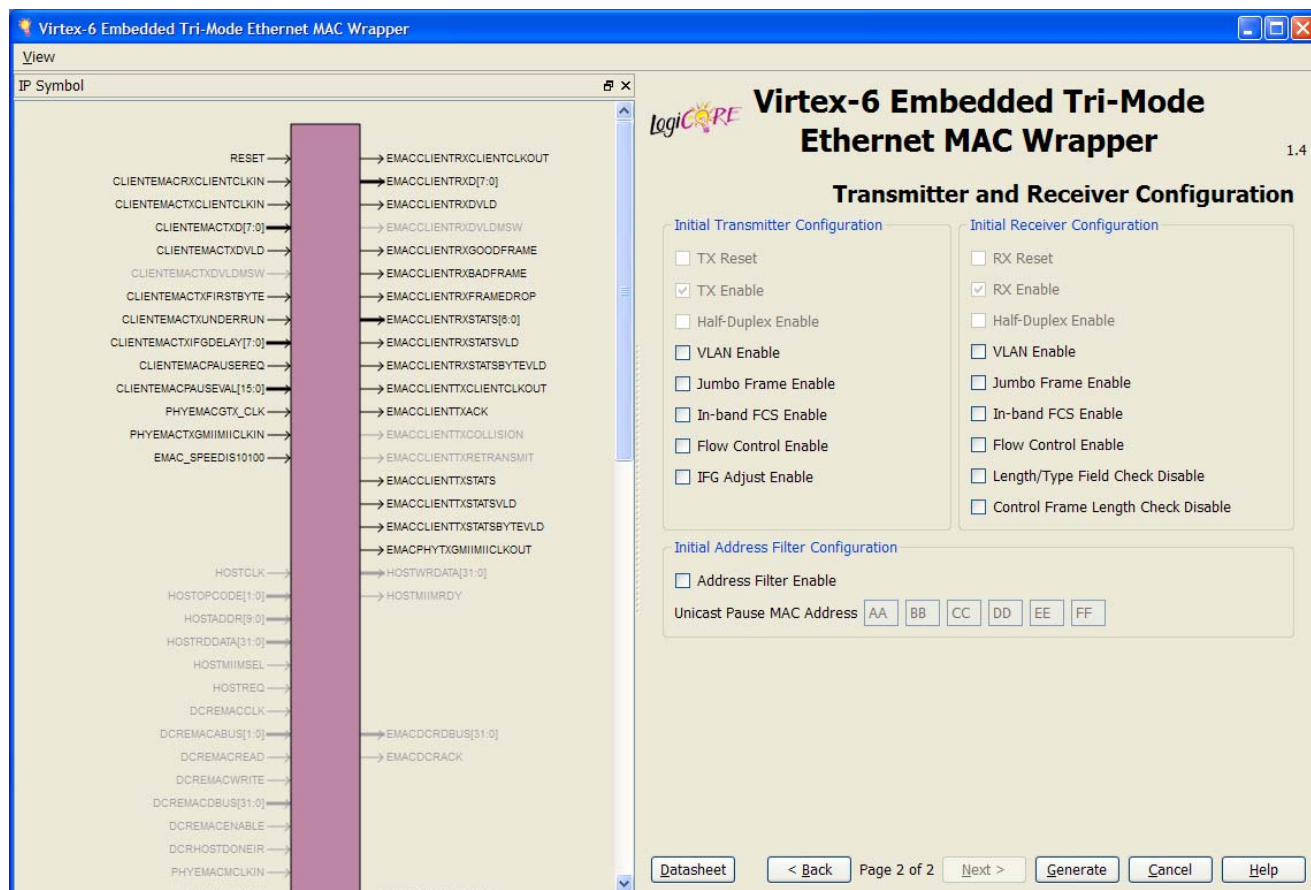 Virtex-6 Embedded Tri-Mode Ethernet MAC Wrapper
View
IP Symbol
RESET
CLIENTEMACRXCLIENTCLKIN
CLIENTEMACTXCLIENTCLKIN
CLIENTEMACTXD[7:0]
CLIENTEMACTXDVLD
CLIENTEMACTXDVLDMSW
CLIENTEMACTXFIRSTBYTE
CLIENTEMACTXUNDERRUN
CLIENTEMACTXIFGDELAY[7:0]
CLIENTEMACPAUSEREQ
CLIENTEMACPAUSEVAL[15:0]
PHYEMACGTX_CLK
PHYEMACTXGMIIMIICLKIN
EMAC_SPEEDIS10100
HOSTCLK
HOSTOPCODE[1:0]
HOSTADDR[9:0]
HOSTRDDATA[31:0]
HOSTMIIMSEL
HOSTREQ
DCREMACCLK
DCREMACABUS[1:0]
DCREMACREAD
DCREMACWRITE
DCREMACDBUS[31:0]
DCREMACENABLE
DCRHOSTDONEIR
PHYEMACMCLKIN
EMACCLIENTRXCLIENTCLKOUT
EMACCLIENTRXD[7:0]
EMACCLIENTRXDVLD
EMACCLIENTRXDVLDMSW
EMACCLIENTRXGOODFRAME
EMACCLIENTRXBADFRAME
EMACCLIENTRXFRAMEDROP
EMACCLIENTRXSTATS[6:0]
EMACCLIENTRXSTATSVLD
EMACCLIENTRXSTATSBYTEVLD
EMACCLIENTTXCLIENTCLKOUT
EMACCLIENTTXACK
EMACCLIENTTXCOLLISION
EMACCLIENTTXRETRANSMIT
EMACCLIENTTXSTATS
EMACCLIENTTXSTATSVLD
EMACCLIENTTXSTATSBYTEVLD
EMACPHYTXGMIIMIICLKOUT
HOSTWRDATA[31:0]
HOSTMIIMRDY
EMACDCRDBUS[31:0]
EMACDCRACK
LogiCORE
Virtex-6 Embedded Tri-Mode
Ethernet MAC Wrapper
1.4
Transmitter and Receiver Configuration
Initial Transmitter Configuration
TX Reset
TX Enable
Half-Duplex Enable
VLAN Enable
Jumbo Frame Enable
In-band FCS Enable
Flow Control Enable
IFG Adjust Enable
Initial Receiver Configuration
RX Reset
RX Enable
Half-Duplex Enable
VLAN Enable
Jumbo Frame Enable
In-band FCS Enable
Flow Control Enable
Length/Type Field Check Disable
Control Frame Length Check Disable
Initial Address Filter Configuration
Address Filter Enable
Unicast Pause MAC Address AA BB CC DD EE FF
Datasheet < Back Page 2 of 2 Next > Generate Cancel Help